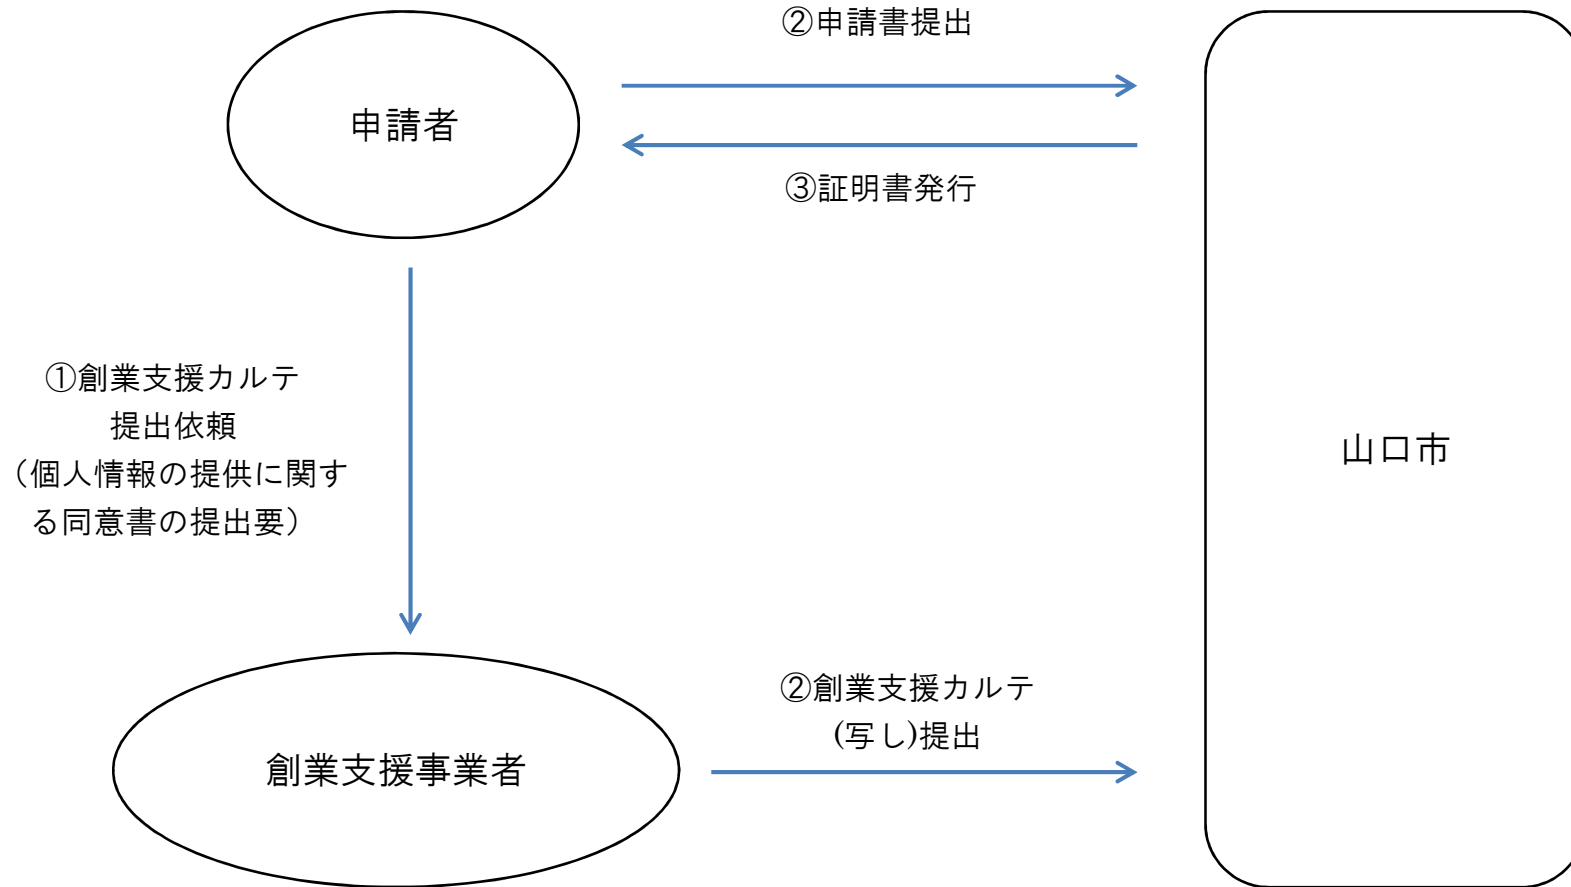 ②申請書提出
申請者
③証明書発行
①創業支援カルテ
提出依頼
（個人情報の提供に関す
る同意書の提出要）
山口市
②創業支援カルテ
(写し)提出
創業支援事業者